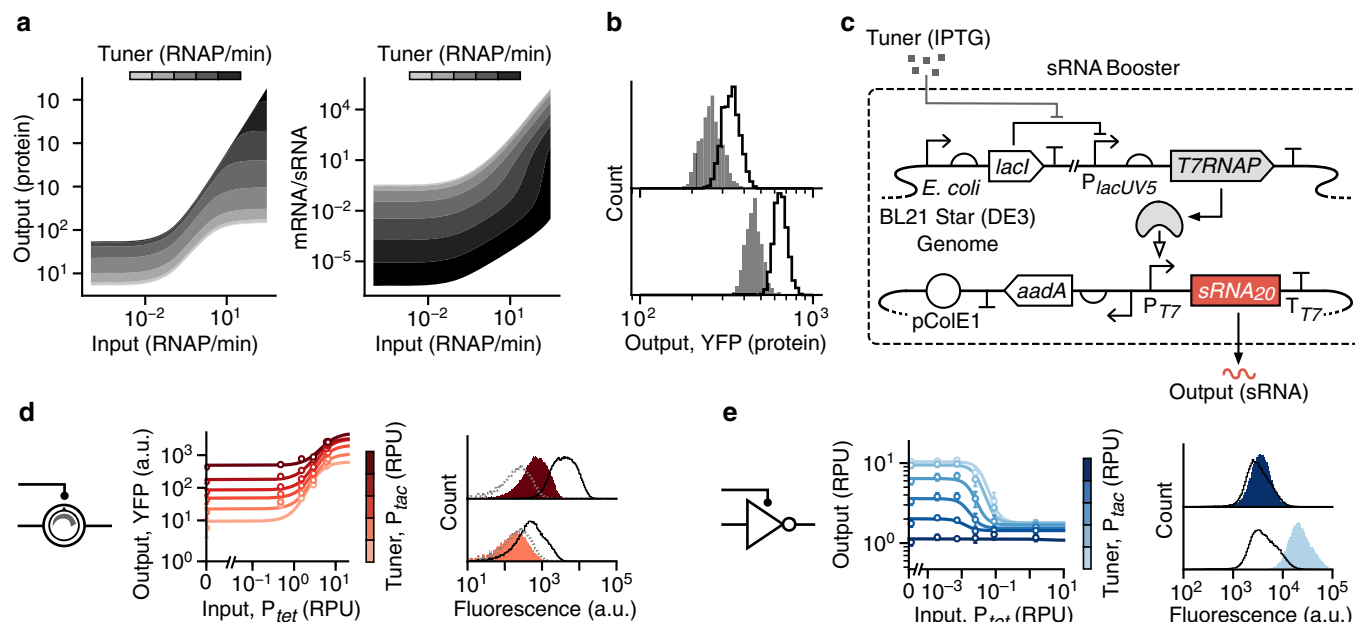 a
Tuner (RNAP/min)
Output (protein)
10
10
10
10²
10¹
10⁻²
10¹
Input (RNAP/min)
Tuner (RNAP/min)
mRNA/sRNA
10⁴
10¹
10⁻²
10⁻⁵
10⁻²
10¹
Input (RNAP/min)
b
Count
10²
10³
Output, YFP (protein)
c
Tuner (IPTG)
sRNA Booster
E. coli
lacI
PlacUV5
T7RNAP
BL21 Star (DE3)
Genome
pColE1
aadA
PT7
sRNA20
TT7
Output (sRNA)
d
Output, YFP (a.u.)
10³
10²
10¹
10⁰
0
10⁻¹
10⁰
10¹
Input, Ptet (RPU)
Tuner, Ptac (RPU)
Count
10¹
10³
10⁵
Fluorescence (a.u.)
e
Output (RPU)
10¹
10⁰
0
10⁻³
10⁻¹
10¹
Input, Ptet (RPU)
Tuner, Ptac (RPU)
Count
10²
10³
10⁴
10⁵
Fluorescence (a.u.)